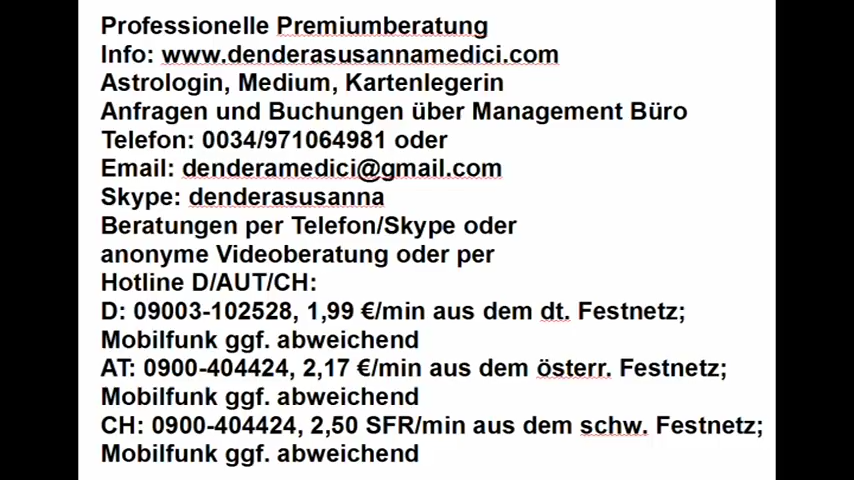 Professionelle Premiumberatung
Info: www.denderasusannamedici.com
Astrologin, Medium, Kartenlegerin
Anfragen und Buchungen über Management Büro
Telefon: 0034/971064981 oder
Email: denderamedici@gmail.com
Skype: denderasusanna
Beratungen per Telefon/Skype oder
anonyme Videoberatung oder per
Hotline D/AUT/CH:
D: 09003-102528, 1,99 €/min aus dem dt. Festnetz;
Mobilfunk ggf. abweichend
AT: 0900-404424, 2,17 €/min aus dem österr. Festnetz;
Mobilfunk ggf. abweichend
CH: 0900-404424, 2,50 SFR/min aus dem schw. Festnetz;
Mobilfunk ggf. abweichend